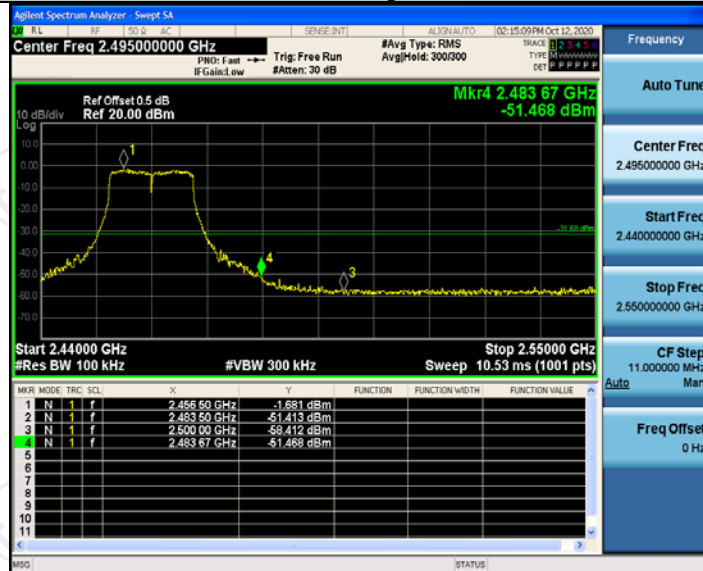 Agilent Spectrum Analyzer - Swept SA
RL RF 50 Ω AC SENSE:INT ALIGN AUTO 02:15:09 PM Oct 12, 2020
Center Freq 2.495000000 GHz
PNO: Fast
IFGain:Low
Trig: Free Run
#Atten: 30 dB
#Avg Type: RMS
Avg|Hold: 300/300
TRACE 1 2 3 4 5 6
TYPE M
DET P P P P P P
Frequency
Mkr4 2.483 67 GHz
-51.468 dBm
Ref Offset 0.5 dB
10 dB/div Ref 20.00 dBm
Log
10.0
0.00
-10.0
-20.0
-30.0
-40.0
-50.0
-60.0
-70.0
1
4
3
-31.68 dBm
Start 2.44000 GHz Stop 2.55000 GHz
#Res BW 100 kHz #VBW 300 kHz Sweep 10.53 ms (1001 pts)
MKR MODE TRC SCL X Y FUNCTION FUNCTION WIDTH FUNCTION VALUE
1 N 1 f 2.456 50 GHz -1.681 dBm
2 N 1 f 2.483 50 GHz -51.413 dBm
3 N 1 f 2.500 00 GHz -58.412 dBm
4 N 1 f 2.483 67 GHz -51.468 dBm
5
6
7
8
9
10
11
MSG STATUS
Auto Tune
Center Freq
2.495000000 GHz
Start Freq
2.440000000 GHz
Stop Freq
2.550000000 GHz
CF Step
11.000000 MHz
Auto Man
Freq Offset
0 Hz